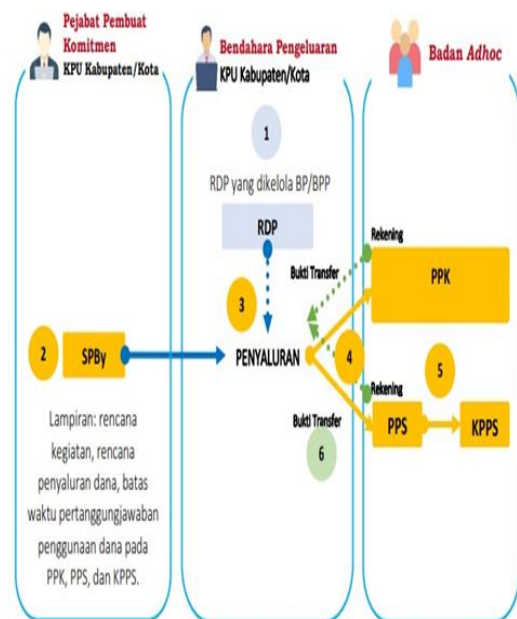 Pejabat Pembuat
Komitmen
KPU Kabupaten/Kota
Bendahara Pengeluaran
KPU Kabupaten/Kota
Badan Adhoc
1
RDP yang dikelola BP/BPP
RDP
Rekening
Bukti Transfer
PPK
3
2
SPBy
PENYALURAN
4
5
Rekening
Bukti Transfer
PPS
KPPS
6
Lampiran: rencana
kegiatan, rencana
penyaluran dana, batas
waktu pertanggungjawaban
penggunaan dana pada
PPK, PPS, dan KPPS.